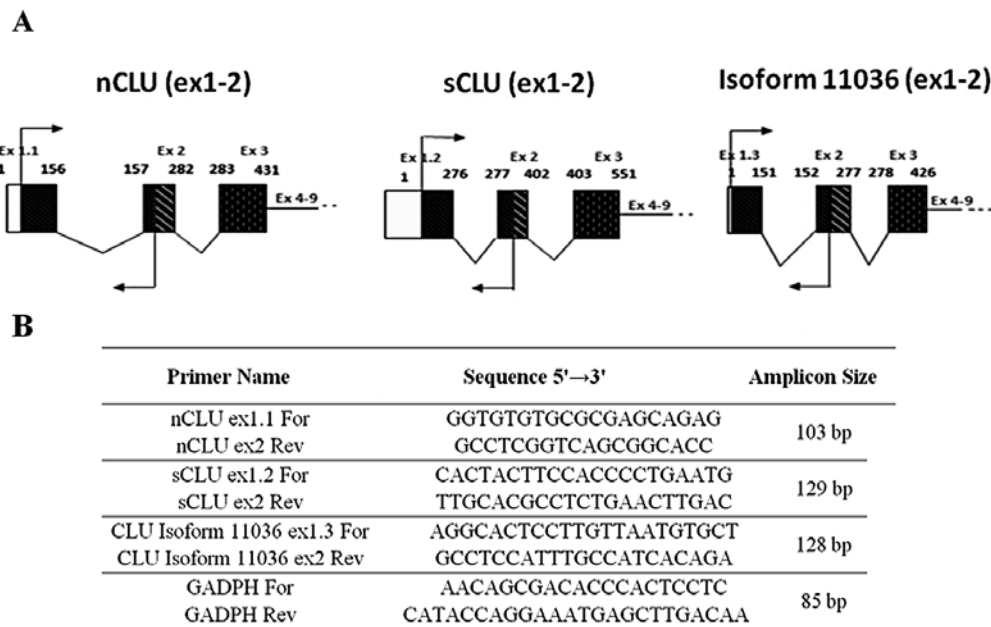 A
nCLU (ex1-2)
sCLU (ex1-2)
Isoform 11036 (ex1-2)
Ex 1.1
1
156
157
Ex 2
282
283
Ex 3
431
Ex 4-9
Ex 1.2
1
276
277
Ex 2
402
403
Ex 3
551
Ex 4-9
Ex 1.3
1
151
152
Ex 2
277
278
Ex 3
426
Ex 4-9
B
Primer Name Sequence 5'→3' Amplicon Size
nCLU ex1.1 For GGTGTGTGCGCGAGCAGAG
nCLU ex2 Rev GCCTCGGTCAGCGGCACC
103 bp
sCLU ex1.2 For CACTACTTCCACCCCTGAATG
sCLU ex2 Rev TTGCACGCCTCTGAACTTGAC
129 bp
CLU Isoform 11036 ex1.3 For AGGCACTCCTTGTTAATGTGCT
CLU Isoform 11036 ex2 Rev GCCTCCATTTGCCATCACAGA
128 bp
GADPH For AACAGCGACACCCACTCCTC
GADPH Rev CATACCAGGAAATGAGCTTGACAA
85 bp